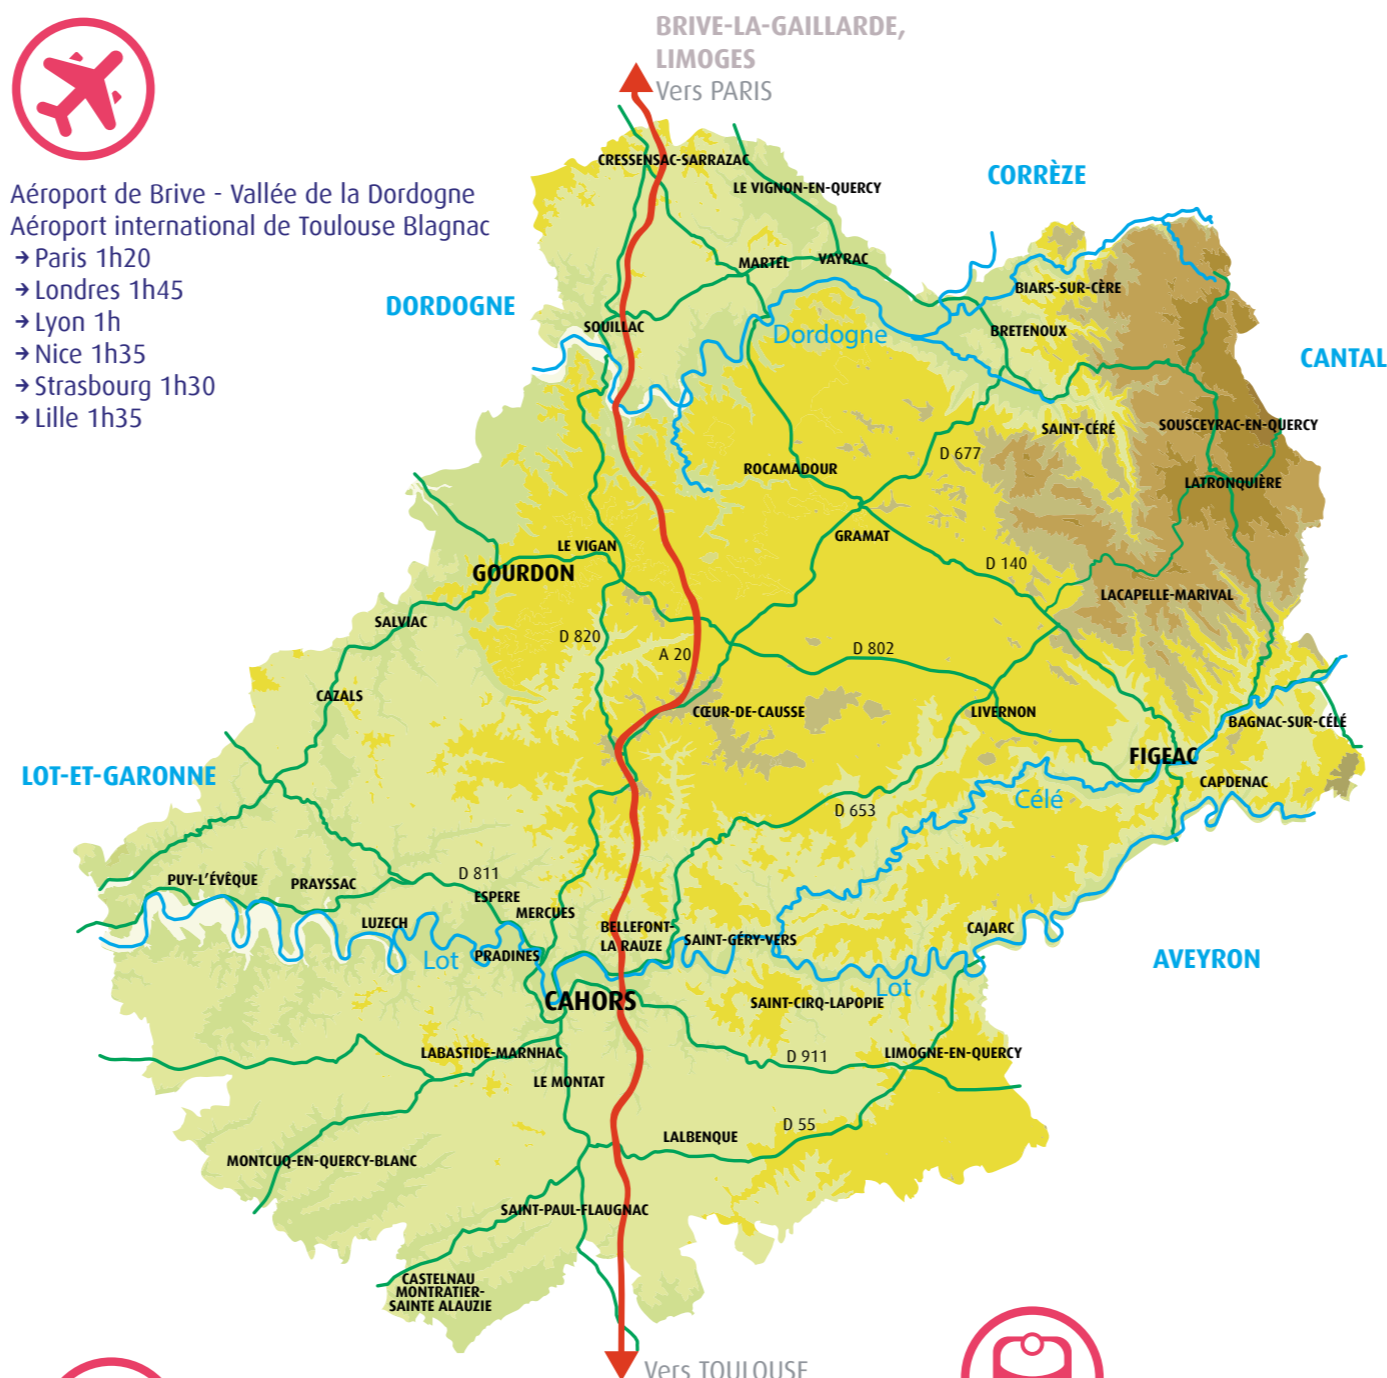 BRIVE-LA-GAILLARDE,
LIMOGES
Vers PARIS
Aéroport de Brive - Vallée de la Dordogne
Aéroport international de Toulouse Blagnac
→ Paris 1h20
→ Londres 1h45
→ Lyon 1h
→ Nice 1h35
→ Strasbourg 1h30
→ Lille 1h35
CRESSENSAC-SARRAZAC
LE VIGNON-EN-QUERCY
CORRÈZE
MARTEL
VAYRAC
BIARS-SUR-CÈRE
DORDOGNE
SOUILLAC
Dordogne
BRETENOUX
CANTAL
SAINT-CÉRÉ
SOUSCEYRAC-EN-QUERCY
D 677
ROCAMADOUR
LATRONQUIÈRE
GRAMAT
LE VIGAN
GOURDON
D 140
LACAPELLE-MARIVAL
SALVIAC
D 820
A 20
D 802
CAZALS
CŒUR-DE-CAUSSE
LIVERNON
BAGNAC-SUR-CÉLÉ
FIGEAC
LOT-ET-GARONNE
CAPDENAC
Célé
D 653
D 811
PUY-L'ÉVÊQUE
PRAYSSAC
ESPERE
MERCUES
LUZECH
BELLEFONT-
LA RAUZE
SAINT-GÉRY-VERS
CAJARC
Lot
PRADINES
AVEYRON
Lot
CAHORS
SAINT-CIRQ-LAPOPIE
LABASTIDE-MARNHAC
D 911
LIMOGNE-EN-QUERCY
LE MONTAT
D 55
LALBENQUE
MONTCUQ-EN-QUERCY-BLANC
SAINT-PAUL-FLAUGNAC
CASTELNAU
MONTRATIER-
SAINTE ALAUZIE
Vers TOULOUSE